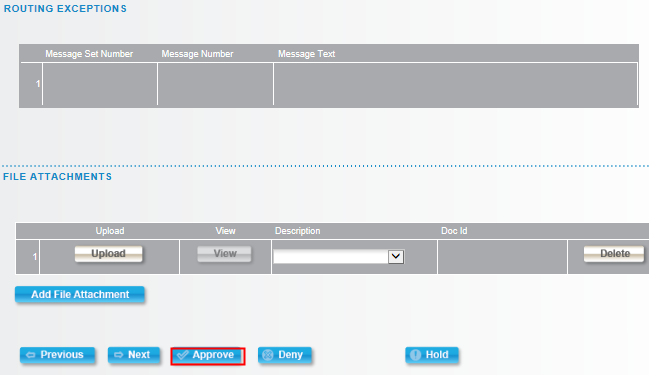 ROUTING EXCEPTIONS
Message Set Number Message Number Message Text
1
FILE ATTACHMENTS
Upload View Description Doc Id
1 Upload View Delete
Add File Attachment
Previous Next Approve Deny Hold